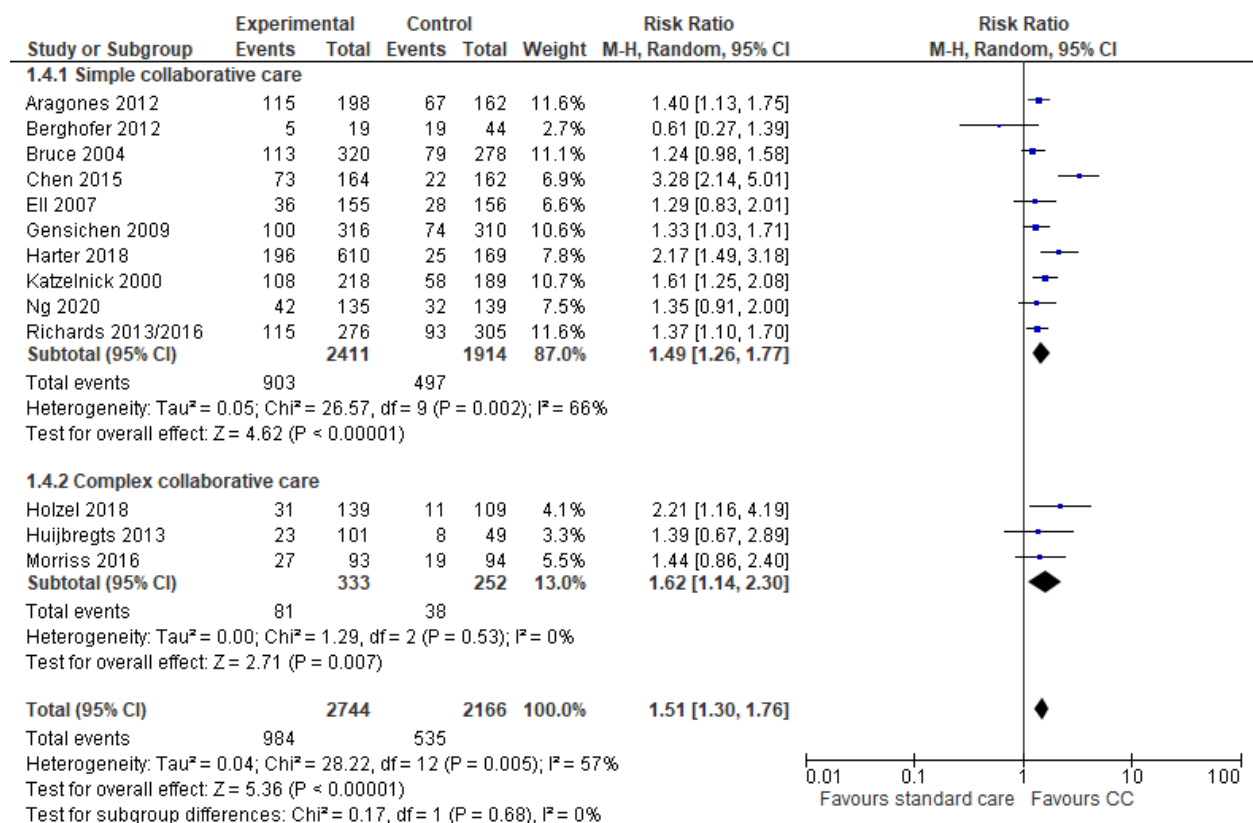 Experimental Control Risk Ratio Risk Ratio
Study or Subgroup Events Total Events Total Weight M-H, Random, 95% CI M-H, Random, 95% CI
1.4.1 Simple collaborative care
Aragones 2012 115 198 67 162 11.6% 1.40 [1.13, 1.75]
Berghofer 2012 5 19 19 44 2.7% 0.61 [0.27, 1.39]
Bruce 2004 113 320 79 278 11.1% 1.24 [0.98, 1.58]
Chen 2015 73 164 22 162 6.9% 3.28 [2.14, 5.01]
Ell 2007 36 155 28 156 6.6% 1.29 [0.83, 2.01]
Gensichen 2009 100 316 74 310 10.6% 1.33 [1.03, 1.71]
Harter 2018 196 610 25 169 7.8% 2.17 [1.49, 3.18]
Katzelnick 2000 108 218 58 189 10.7% 1.61 [1.25, 2.08]
Ng 2020 42 135 32 139 7.5% 1.35 [0.91, 2.00]
Richards 2013/2016 115 276 93 305 11.6% 1.37 [1.10, 1.70]
Subtotal (95% CI) 2411 1914 87.0% 1.49 [1.26, 1.77]
Total events 903 497
Heterogeneity: Tau² = 0.05; Chi² = 26.57, df = 9 (P = 0.002); I² = 66%
Test for overall effect: Z = 4.62 (P < 0.00001)
1.4.2 Complex collaborative care
Holzel 2018 31 139 11 109 4.1% 2.21 [1.16, 4.19]
Huijbregts 2013 23 101 8 49 3.3% 1.39 [0.67, 2.89]
Morriss 2016 27 93 19 94 5.5% 1.44 [0.86, 2.40]
Subtotal (95% CI) 333 252 13.0% 1.62 [1.14, 2.30]
Total events 81 38
Heterogeneity: Tau² = 0.00; Chi² = 1.29, df = 2 (P = 0.53); I² = 0%
Test for overall effect: Z = 2.71 (P = 0.007)
Total (95% CI) 2744 2166 100.0% 1.51 [1.30, 1.76]
Total events 984 535
Heterogeneity: Tau² = 0.04; Chi² = 28.22, df = 12 (P = 0.005); I² = 57%
Test for overall effect: Z = 5.36 (P < 0.00001)
Test for subgroup differences: Chi² = 0.17, df = 1 (P = 0.68), I² = 0%
0.01 0.1 1 10 100
Favours standard care Favours CC